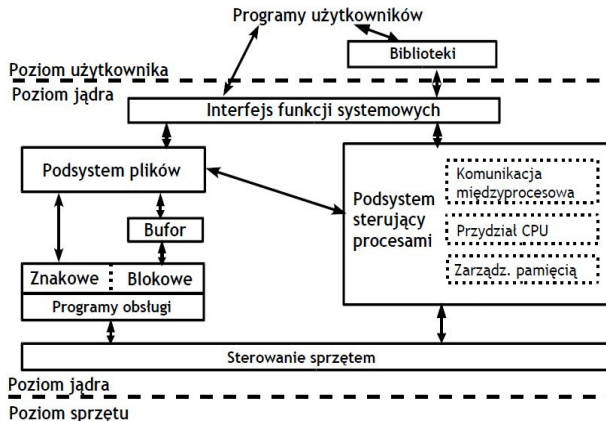 Programy użytkowników
Biblioteki
Poziom użytkownika
Poziom jądra
Interfejs funkcji systemowych
Podsystem plików
Podsystem
sterujący
procesami
Komunikacja
międzyprocesowa
Przydział CPU
Zarządz. pamięcią
Bufor
Znakowe
Blokowe
Programy obsługi
Sterowanie sprzętem
Poziom jądra
Poziom sprzętu